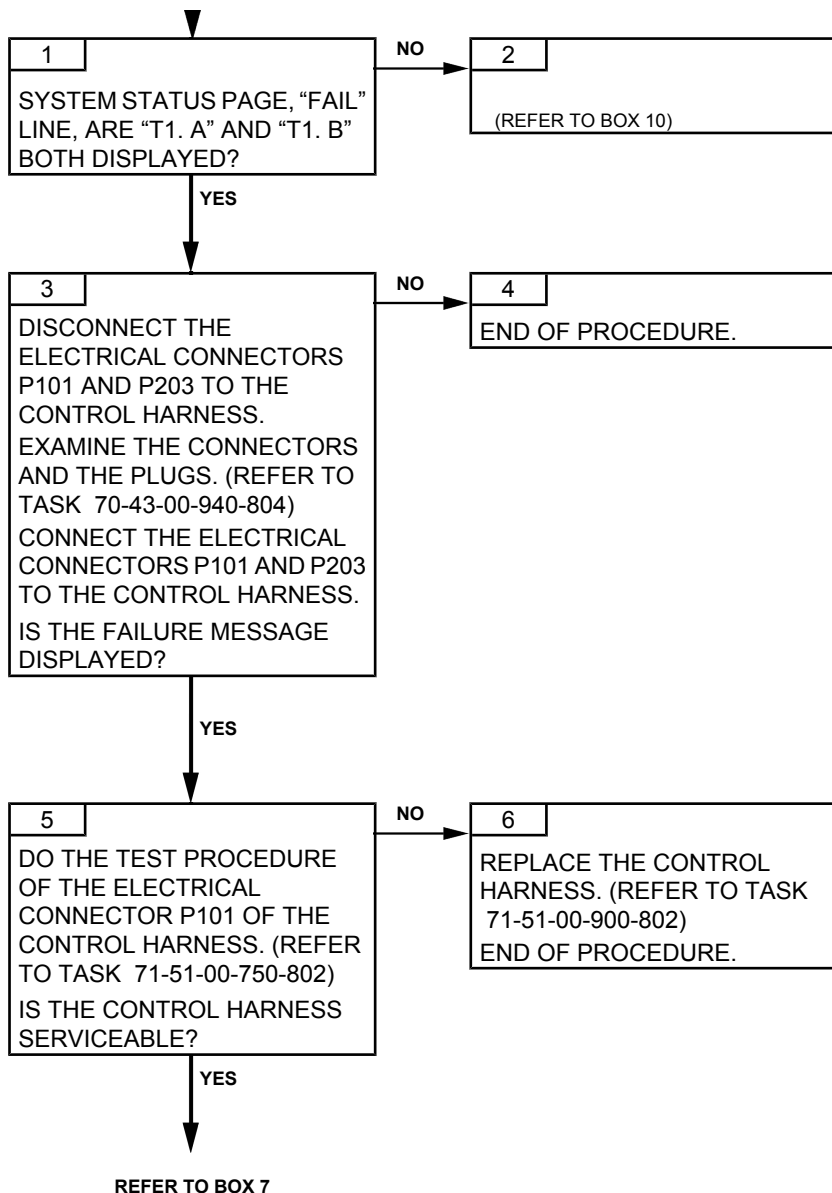 1
SYSTEM STATUS PAGE, “FAIL”
LINE, ARE “T1. A” AND “T1. B”
BOTH DISPLAYED?
NO
2
(REFER TO BOX 10)
YES
3
DISCONNECT THE
ELECTRICAL CONNECTORS
P101 AND P203 TO THE
CONTROL HARNESS.
EXAMINE THE CONNECTORS
AND THE PLUGS. (REFER TO
TASK 70-43-00-940-804)
CONNECT THE ELECTRICAL
CONNECTORS P101 AND P203
TO THE CONTROL HARNESS.
IS THE FAILURE MESSAGE
DISPLAYED?
NO
4
END OF PROCEDURE.
YES
5
DO THE TEST PROCEDURE
OF THE ELECTRICAL
CONNECTOR P101 OF THE
CONTROL HARNESS. (REFER
TO TASK 71-51-00-750-802)
IS THE CONTROL HARNESS
SERVICEABLE?
NO
6
REPLACE THE CONTROL
HARNESS. (REFER TO TASK
71-51-00-900-802)
END OF PROCEDURE.
YES
REFER TO BOX 7